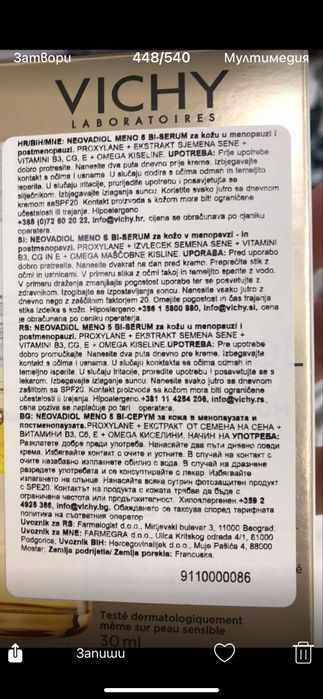 Затвори 448/540 Мултимедия
VICHY
LABORATOIRES
HR/BIH/MNE: NEOVADIOL MENO 5 BI-SERUM za kožu u menopauzi i
postmenopauzi. PROXYLANE + EKSTRAKT SJEMENA SENE +
VITAMINI B3, CG, E + OMEGA KISELINE. UPOTREBA: Prije upotrebe
dobro protresite. Nanesite dva puta dnevno prije kreme. Izbjegavajte
kontakt s očima i usnama. U slučaju dodira s očima odmah ih temeljito
isperite. U slučaju iritacije, prorijedite upotrebu i posavjetujte se
s liječnikom. Izbjegavajte izlaganje suncu. Koristite svako jutro sa dnevnom
kremom sa SPF20. Kontakt proizvoda s kožom more biti ograničene
učestalosti ili trajanja. Hipoalergeno
+385 (0)72 60 20 22, info@vichy.hr, cijena se obračunava po cjeniku
operatera.
SI: NEOVADIOL MENO 5 BI-SERUM za kožo v menopavzi - in
postmenopavzi. PROXYLANE + IZVLEČEK SEMENA SENE + VITAMINI
B3, CG IN E + OMEGA MAŠČOBNE KISLINE. UPORABA: Pred uporabo
dobro pretresite. Nanesite dvakrat na dan pred kremo. Preprečite stik z
očmi in ustnicami. V primeru stika z očmi takoj in temeljito sperite z vodo.
V primeru draženja zmanjšajte pogostost uporabe ter se posvetujte z
zdravnikom. Izogibajte se izpostavljanja soncu. Nanesite vsako jutro z
dnevno nego z zaščitnim faktorjem 20. Omejite pogostost in čas trajanja
stika izdelka s kožo. Hipoalergeno.+386 1 5800 980, info@vichy.si, cena
je obračunana po ceniku operaterja.
RS: NEOVADIOL MENO 5 BI-SERUM za kožu u menopauzi i
postmenopauzi. PROXYLANE + EKSTRAKT SEMENA SENE +
VITAMINI B3, CG, E + OMEGA KISELINE. UPOTREBA: Pre upotrebe
dobro promućkajte. Nanesite dva puta dnevno pre kreme. Izbegavajte
kontakt s očima i usnama. U slučaju kontakta sa očima odmah ih
temeljno isperite. U slučaju iritacije, proredite upotrebu i posavetujte se s
lekarom. Izbegavajte izlaganje suncu. Nanesite svako jutro sa dnevnom
zaštitom sa SPF20. Kontakt proizvoda sa kožom mora biti ograničene
učestalosti ili trajanja. Hipoalergeno.+381 11 4254 206, info@vichy.rs,
cena poziva se naplaćuje po tarifi operatera.
BG: NEOVADIOL MENO 5 БІ-СЕРУМ за кожа в менопаузата и
постменопаузата.PROXYLANE + ЕКСТРАКТ ОТ СЕМЕНА НА СЕНА +
ВИТАМИНИ B3, CG, E + ОМЕГА КИСЕЛИНИ. НАЧИН НА УПОТРЕБА:
Разклатете добре преди употреба. Нанасяйте два пъти дневно преди
крема. Избягвайте контакт с очите и устните. В случай на контакт с
очите незабавно изплакнете обилно с вода. В случай на дразнене
разредете употребата и се консултирайте с лекар. Избягвайте
излагането на слънце. Нанасяйте всяка сутрин фотозащитен продукт
с SPF20. Контактът на продукта с кожата трябва да бъде с
ограничена честота или продължителност. Хипоалергенен.+359 2
4925 386, info@vichy.bg. Обаждането се таксува според тарифната
политика на съответния оператор
Uvoznik za RS: Farmalogist d.o.o., Mirijevski bulevar 3, 11000 Beograd.
Uvoznik za MNE: FARMEGRA d.o.o., Ulica Kritskog odreda 4/1, 81000
Podgorica, Uvoznik BIH: Hercegovinalijek d.o.o., Muje Pašića 4, 88000
Mostar, Zemlja podrijetla/ Zemlja porekla: Francuska.
9110000086
Testé dermatologiquement
même sur peau sensible
30 ml
Запиши